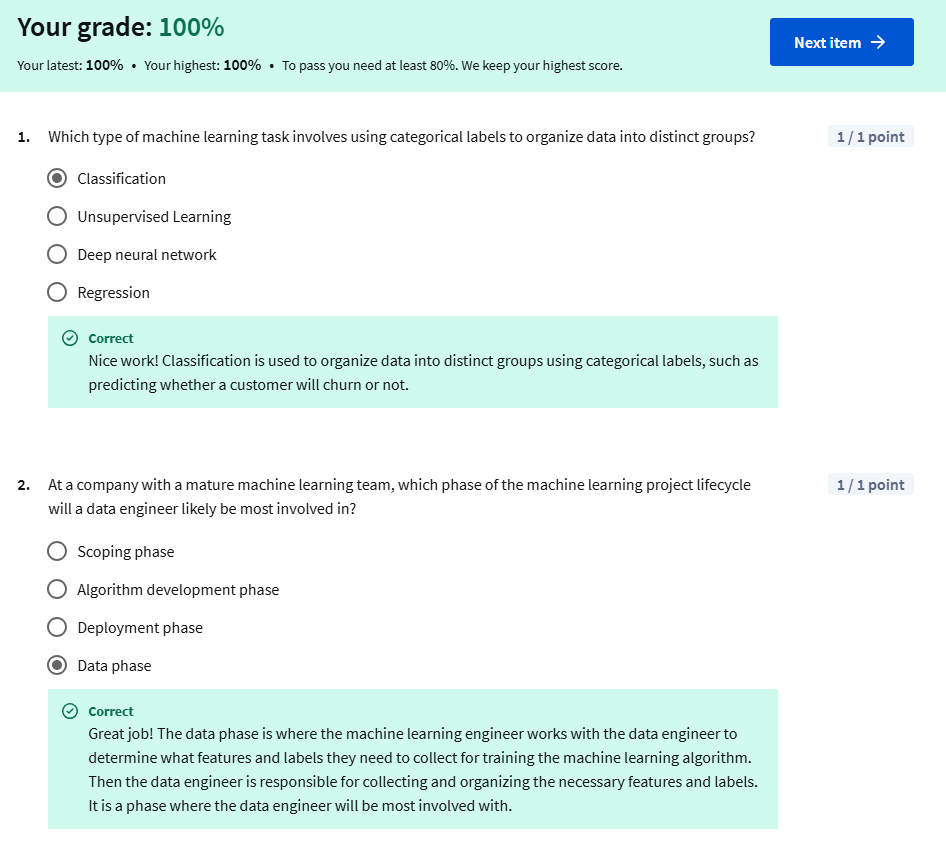 Your grade: 100%
Next item →
Your latest: 100% • Your highest: 100% • To pass you need at least 80%. We keep your highest score.
1. Which type of machine learning task involves using categorical labels to organize data into distinct groups?
1 / 1 point
Classification
Unsupervised Learning
Deep neural network
Regression
Correct
Nice work! Classification is used to organize data into distinct groups using categorical labels, such as
predicting whether a customer will churn or not.
2. At a company with a mature machine learning team, which phase of the machine learning project lifecycle
1 / 1 point
will a data engineer likely be most involved in?
Scoping phase
Algorithm development phase
Deployment phase
Data phase
Correct
Great job! The data phase is where the machine learning engineer works with the data engineer to
determine what features and labels they need to collect for training the machine learning algorithm.
Then the data engineer is responsible for collecting and organizing the necessary features and labels.
It is a phase where the data engineer will be most involved with.